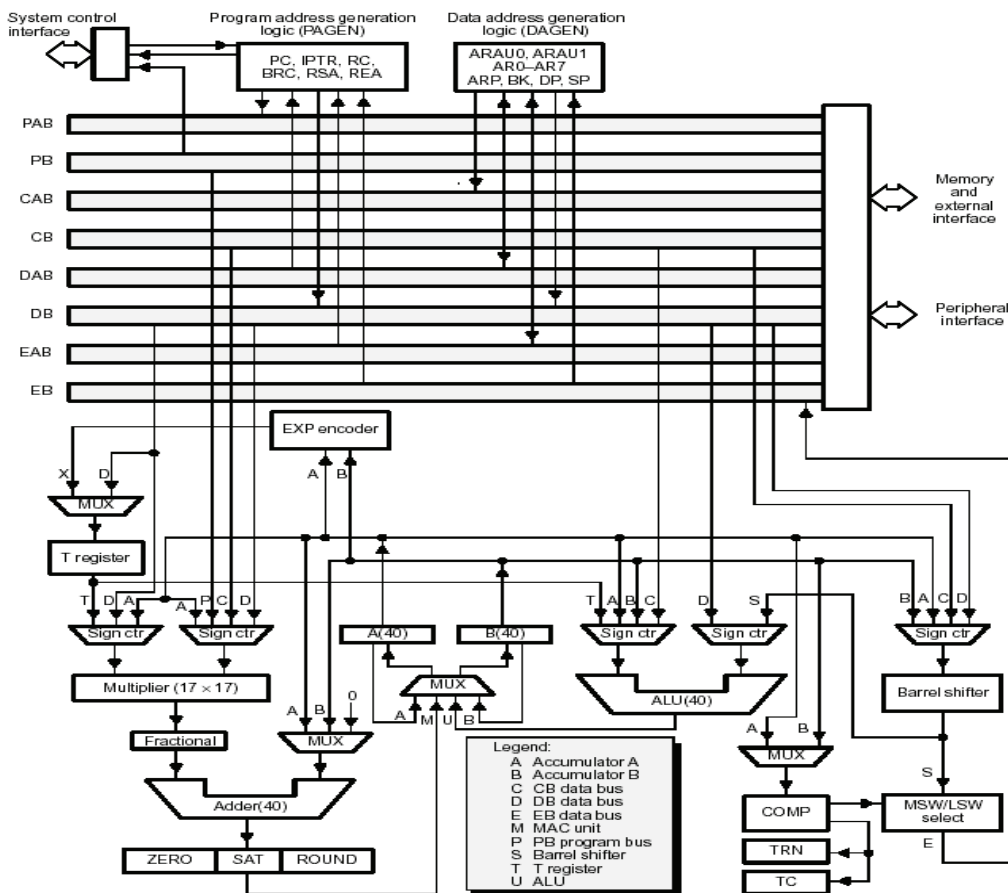 System control
interface
Program address generation
logic (PAGEN)
Data address generation
logic (DAGEN)
PC, IPTR, RC,
BRC, RSA, REA
ARAU0, ARAU1
AR0–AR7
ARP, BK, DP, SP
PAB
PB
CAB
CB
DAB
DB
EAB
EB
Memory
and
external
interface
Peripheral
interface
EXP encoder
X D
A B
MUX
T register
T D A
A P C D
Sign ctr
Sign ctr
Multiplier (17 × 17)
Fractional
A B 0
MUX
Adder(40)
ZERO SAT ROUND
A(40)
B(40)
MUX
A M U B
T A B C
D S
Sign ctr
Sign ctr
ALU(40)
B A C D
Sign ctr
Barrel shifter
A B
MUX
S
COMP
MSW/LSW
select
E
TRN
TC
Legend:
A Accumulator A
B Accumulator B
C CB data bus
D DB data bus
E EB data bus
M MAC unit
P PB program bus
S Barrel shifter
T T register
U ALU